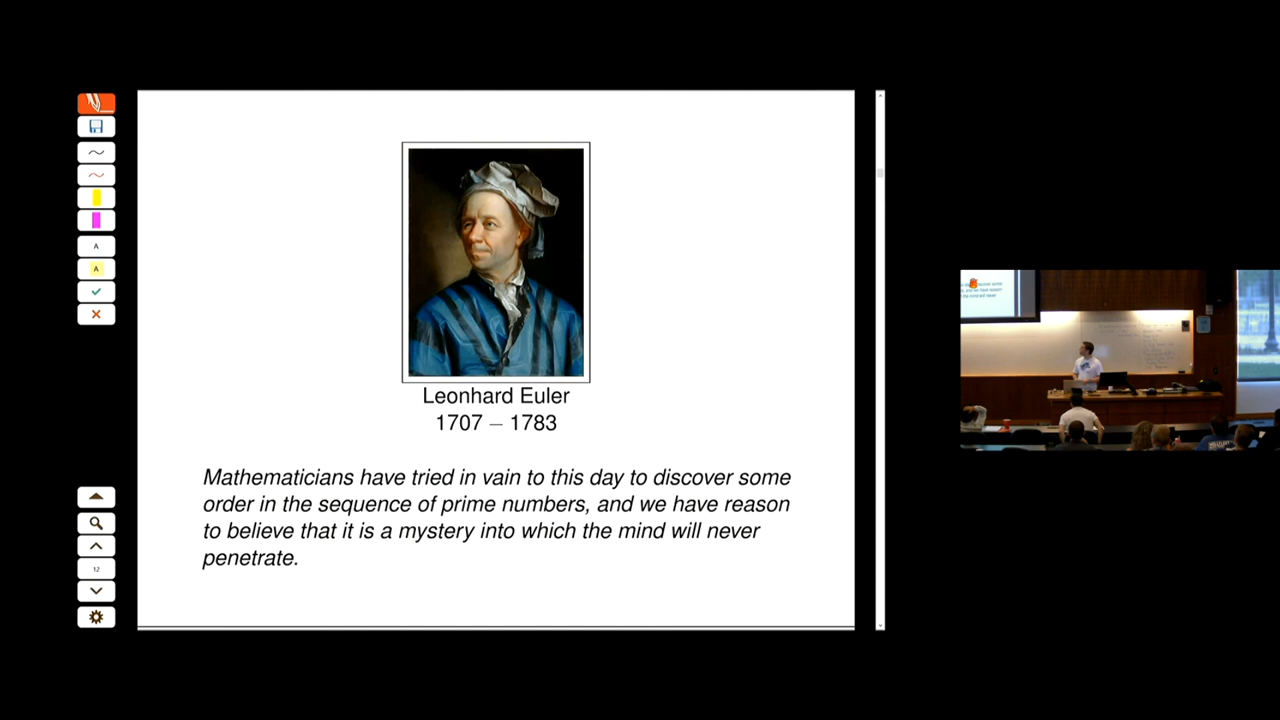 Leonhard Euler
1707 – 1783
Mathematicians have tried in vain to this day to discover some
order in the sequence of prime numbers, and we have reason
to believe that it is a mystery into which the mind will never
penetrate.
A
A
12